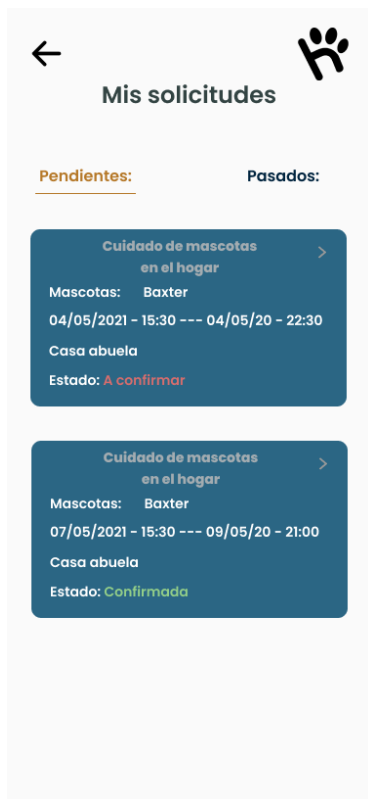 Mis solicitudes
Pendientes: Pasados:
Cuidado de mascotas
en el hogar
Mascotas: Baxter
04/05/2021 - 15:30 --- 04/05/20 - 22:30
Casa abuela
Estado: A confirmar
Cuidado de mascotas
en el hogar
Mascotas: Baxter
07/05/2021 - 15:30 --- 09/05/20 - 21:00
Casa abuela
Estado: Confirmada